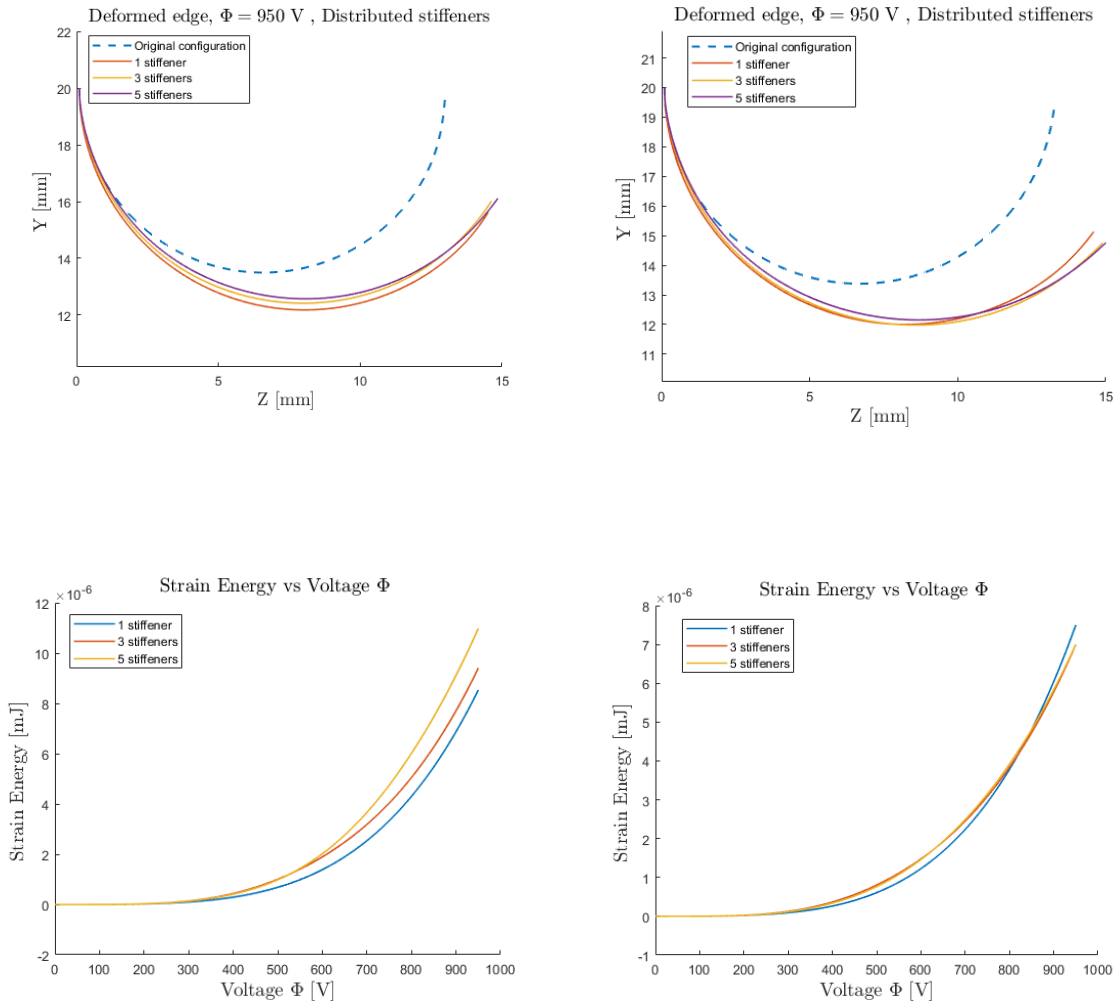 Deformed edge, Φ = 950 V , Distributed stiffeners
22
20
18
16
14
12
Y [mm]
Original configuration
1 stiffener
3 stiffeners
5 stiffeners
0
5
10
15
Z [mm]
Deformed edge, Φ = 950 V , Distributed stiffeners
21
20
19
18
17
16
15
14
13
12
11
Y [mm]
Original configuration
1 stiffener
3 stiffeners
5 stiffeners
0
5
10
15
Z [mm]
Strain Energy vs Voltage Φ
×10⁻⁶
12
10
8
6
4
2
0
-2
Strain Energy [mJ]
1 stiffener
3 stiffeners
5 stiffeners
0 100 200 300 400 500 600 700 800 900 1000
Voltage Φ [V]
Strain Energy vs Voltage Φ
×10⁻⁶
8
7
6
5
4
3
2
1
0
-1
Strain Energy [mJ]
1 stiffener
3 stiffeners
5 stiffeners
0 100 200 300 400 500 600 700 800 900 1000
Voltage Φ [V]